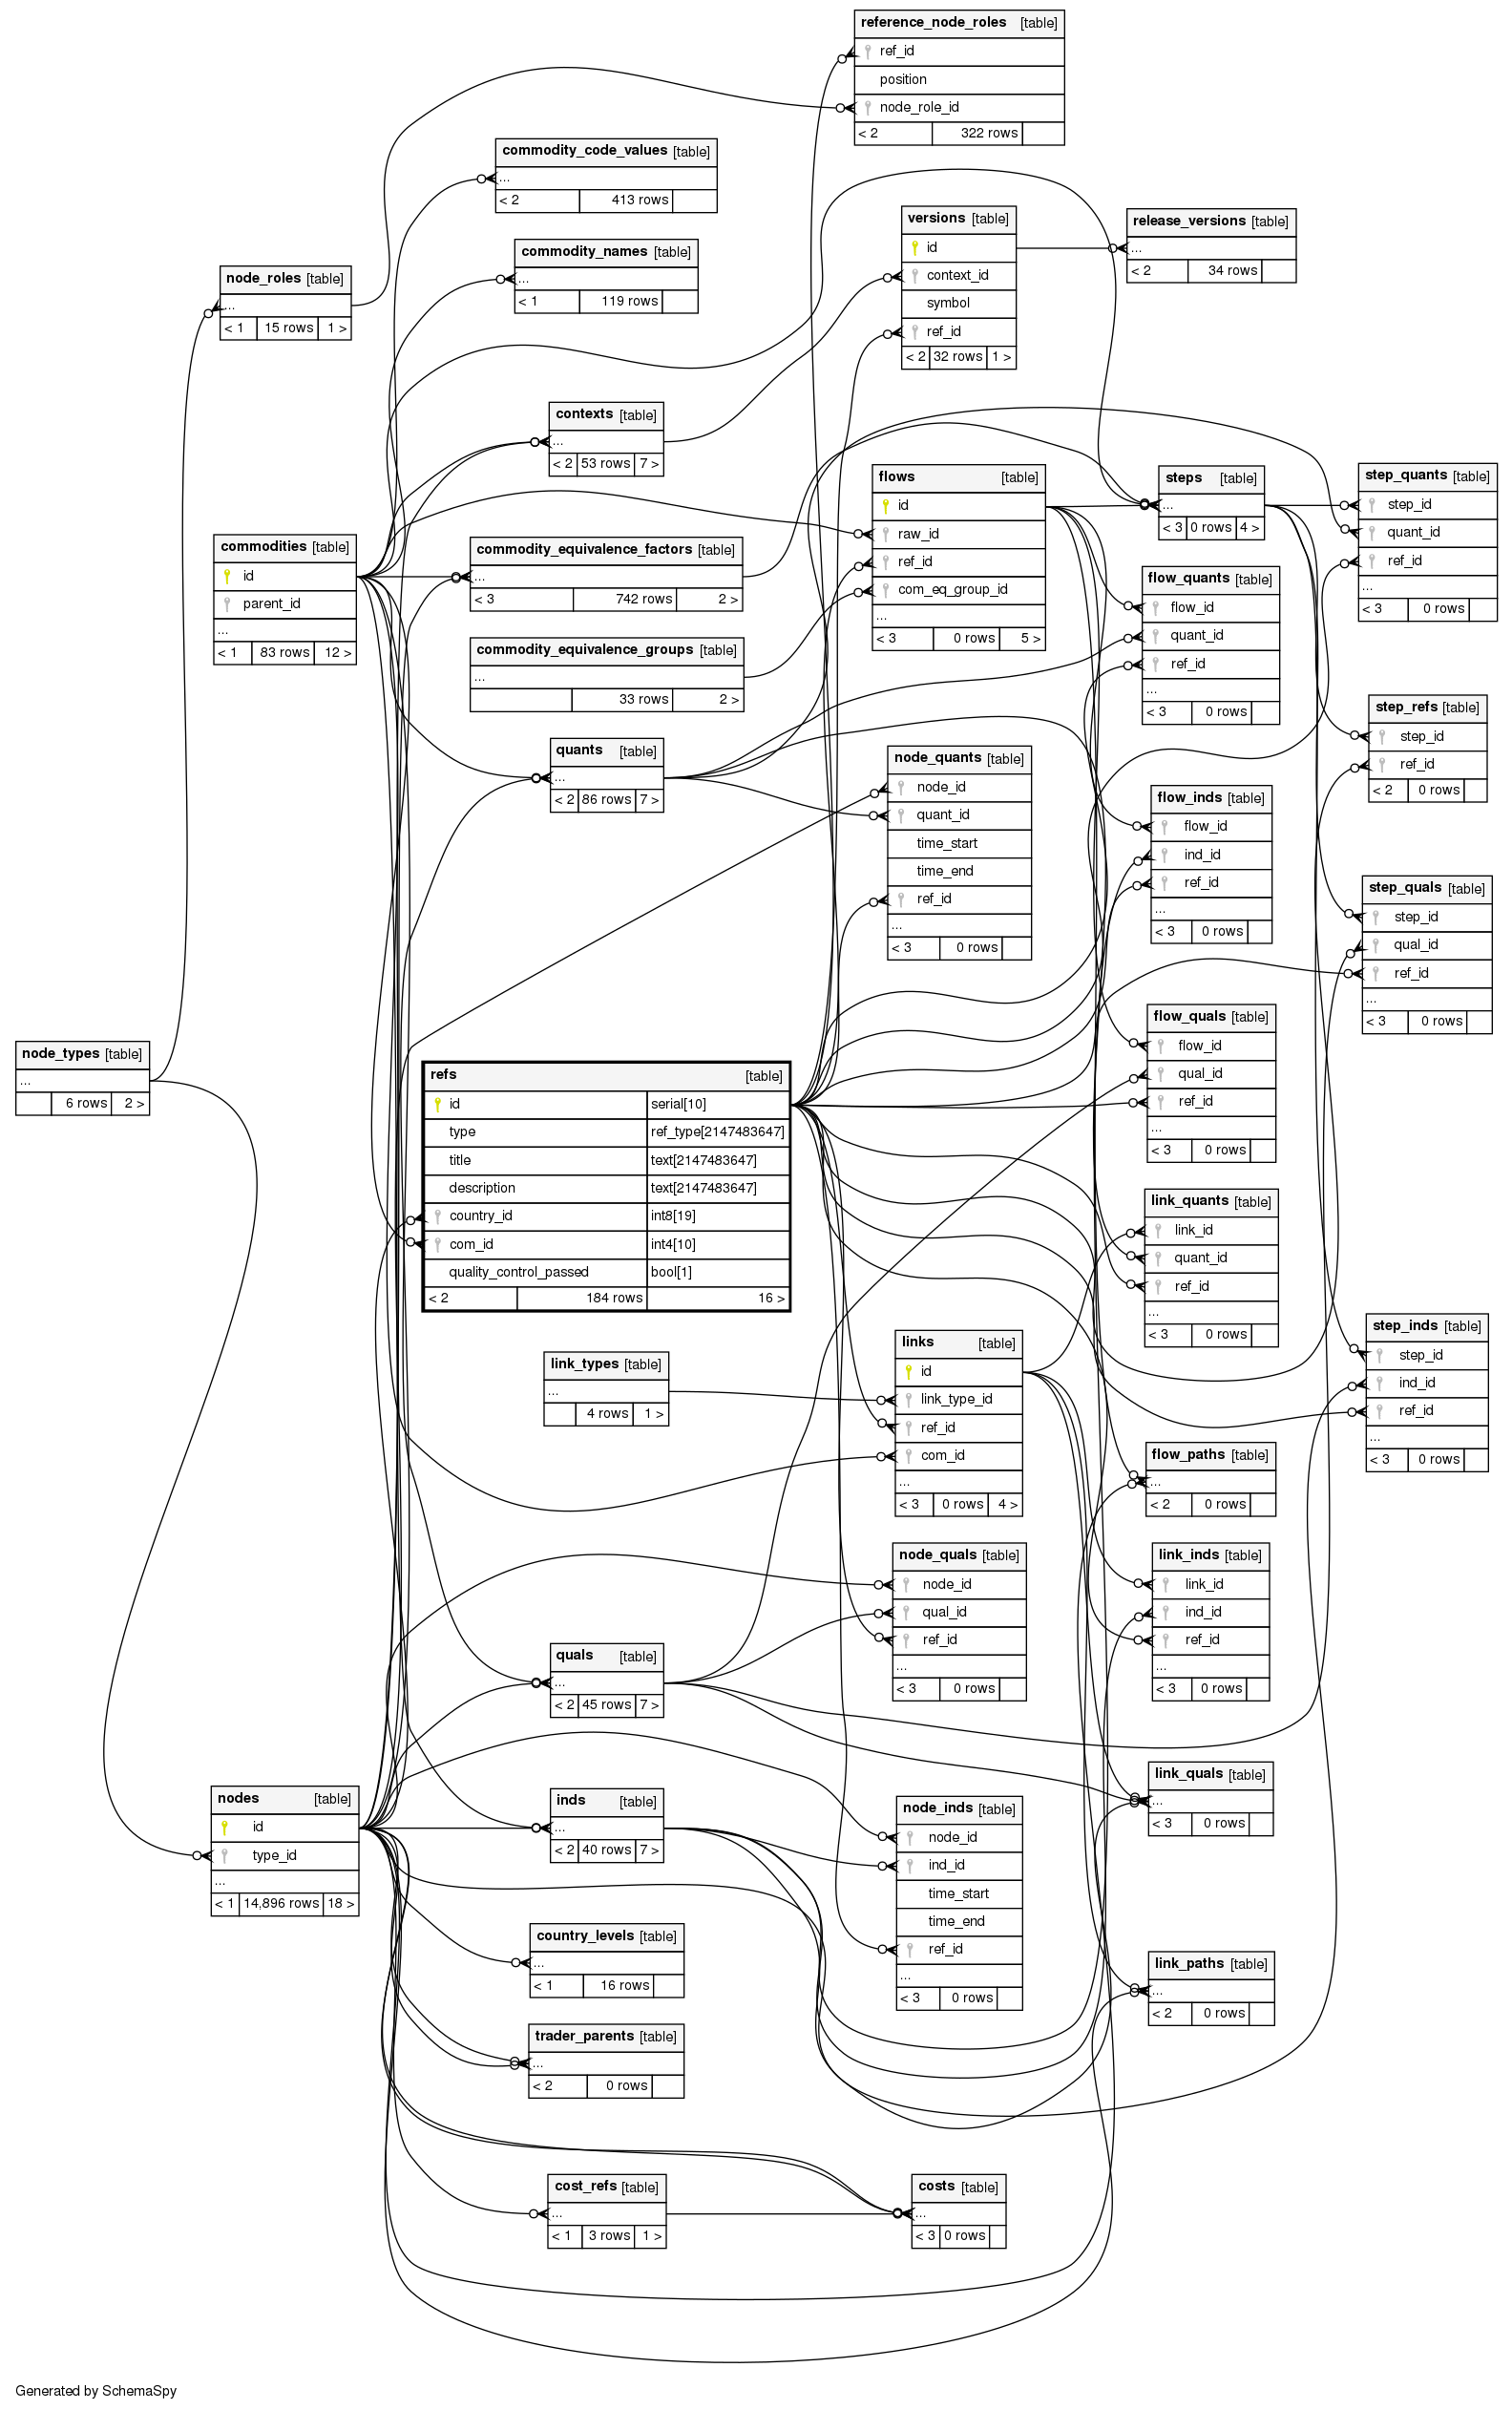 reference_node_roles [table]
ref_id
position
node_role_id
< 2 322 rows
commodity_code_values [table]
...
< 2 413 rows
versions [table]
id
context_id
symbol
ref_id
< 2 32 rows 1 >
release_versions [table]
...
< 2 34 rows
commodity_names [table]
...
< 1 119 rows
node_roles [table]
...
< 1 15 rows 1 >
contexts [table]
...
< 2 53 rows 7 >
flows [table]
id
raw_id
ref_id
com_eq_group_id
...
< 3 0 rows 5 >
steps [table]
...
< 3 0 rows 4 >
step_quants [table]
step_id
quant_id
ref_id
...
< 3 0 rows
commodities [table]
id
parent_id
...
< 1 83 rows 12 >
commodity_equivalence_factors [table]
...
< 3 742 rows 2 >
flow_quants [table]
flow_id
quant_id
ref_id
...
< 3 0 rows
commodity_equivalence_groups [table]
...
33 rows 2 >
step_refs [table]
step_id
ref_id
< 2 0 rows
quants [table]
...
< 2 86 rows 7 >
node_quants [table]
node_id
quant_id
time_start
time_end
ref_id
...
< 3 0 rows
flow_inds [table]
flow_id
ind_id
ref_id
...
< 3 0 rows
step_quals [table]
step_id
qual_id
ref_id
...
< 3 0 rows
flow_quals [table]
flow_id
qual_id
ref_id
...
< 3 0 rows
node_types [table]
...
6 rows 2 >
refs [table]
id serial[10]
type ref_type[2147483647]
title text[2147483647]
description text[2147483647]
country_id int8[19]
com_id int4[10]
quality_control_passed bool[1]
< 2 184 rows 16 >
link_quants [table]
link_id
quant_id
ref_id
...
< 3 0 rows
step_inds [table]
step_id
ind_id
ref_id
...
< 3 0 rows
links [table]
id
link_type_id
ref_id
com_id
...
< 3 0 rows 4 >
link_types [table]
...
4 rows 1 >
flow_paths [table]
...
< 2 0 rows
node_quals [table]
node_id
qual_id
ref_id
...
< 3 0 rows
link_inds [table]
link_id
ind_id
ref_id
...
< 3 0 rows
quals [table]
...
< 2 45 rows 7 >
link_quals [table]
...
< 3 0 rows
nodes [table]
id
type_id
...
< 1 14,896 rows 18 >
inds [table]
...
< 2 40 rows 7 >
node_inds [table]
node_id
ind_id
time_start
time_end
ref_id
...
< 3 0 rows
country_levels [table]
...
< 1 16 rows
link_paths [table]
...
< 2 0 rows
trader_parents [table]
...
< 2 0 rows
cost_refs [table]
...
< 1 3 rows 1 >
costs [table]
...
< 3 0 rows
Generated by SchemaSpy